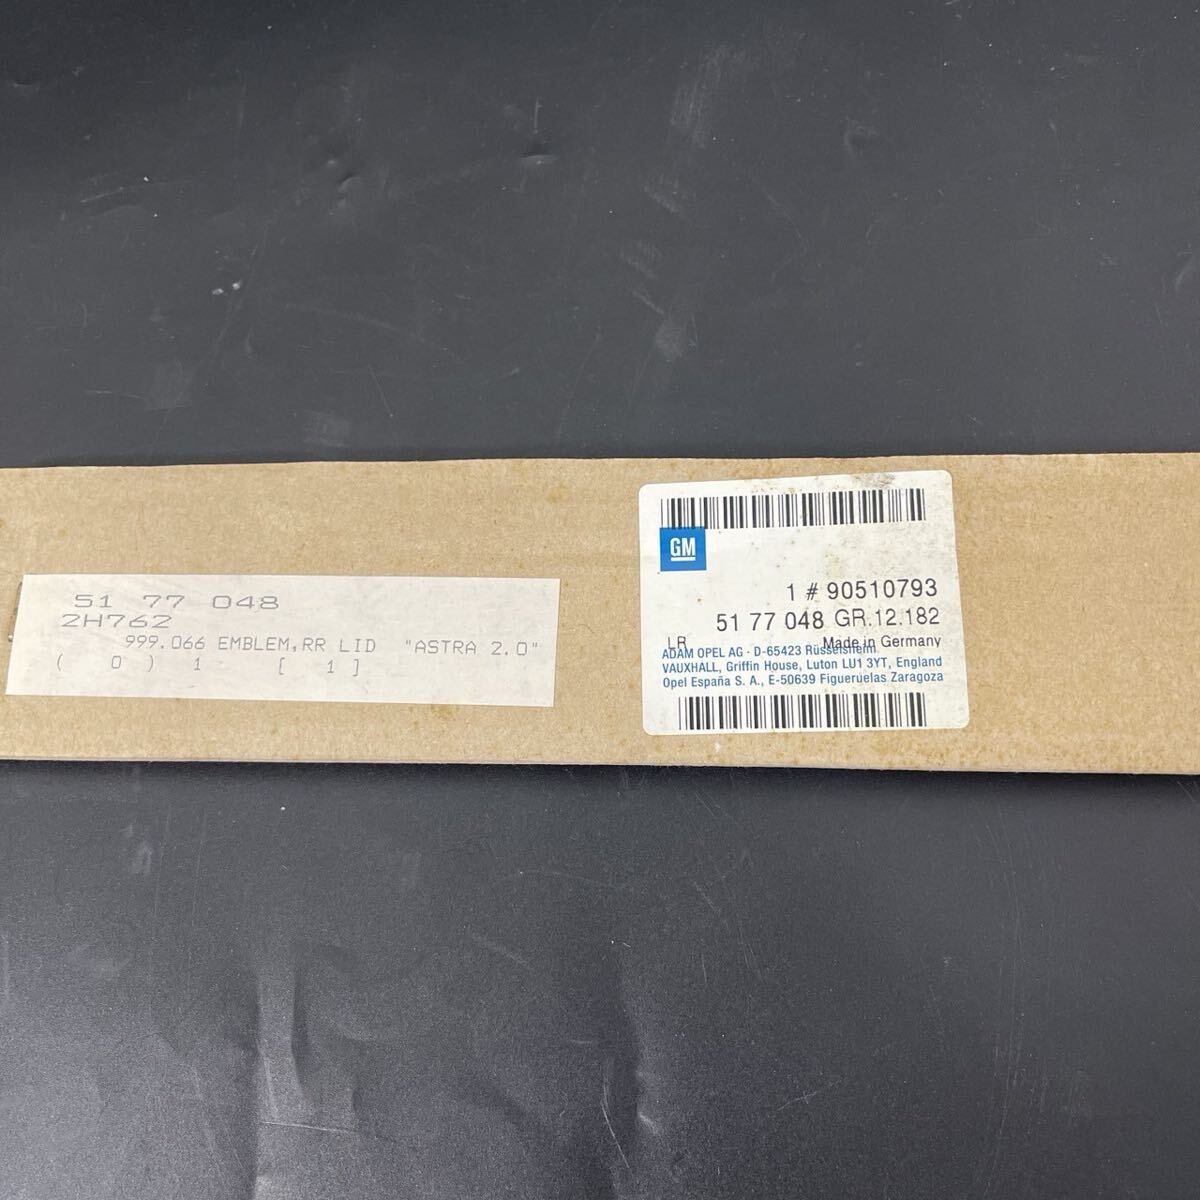 51 77 048
2H762
999.066 EMBLEM,RR LID "ASTRA 2.0"
( 0 ) 1 [ 1 ]
GM
1 # 90510793
51 77 048 GR.12.182
LR Made in Germany
ADAM OPEL AG · D-65423 Rüsselsheim
VAUXHALL, Griffin House, Luton LU1 3YT, England
Opel España S. A., E-50639 Figueruelas Zaragoza